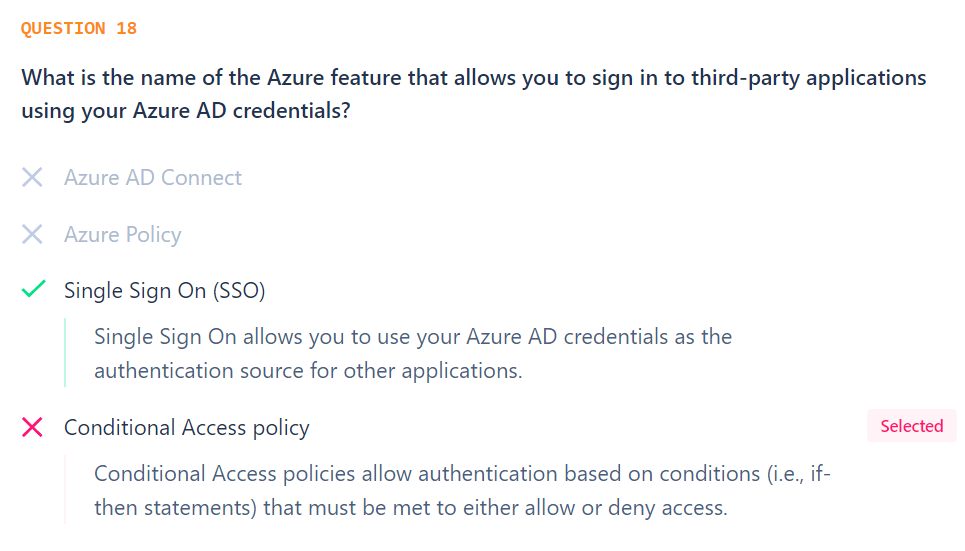 QUESTION 18
What is the name of the Azure feature that allows you to sign in to third-party applications
using your Azure AD credentials?
Azure AD Connect
Azure Policy
Single Sign On (SSO)
Single Sign On allows you to use your Azure AD credentials as the
authentication source for other applications.
Conditional Access policy
Selected
Conditional Access policies allow authentication based on conditions (i.e., if-
then statements) that must be met to either allow or deny access.